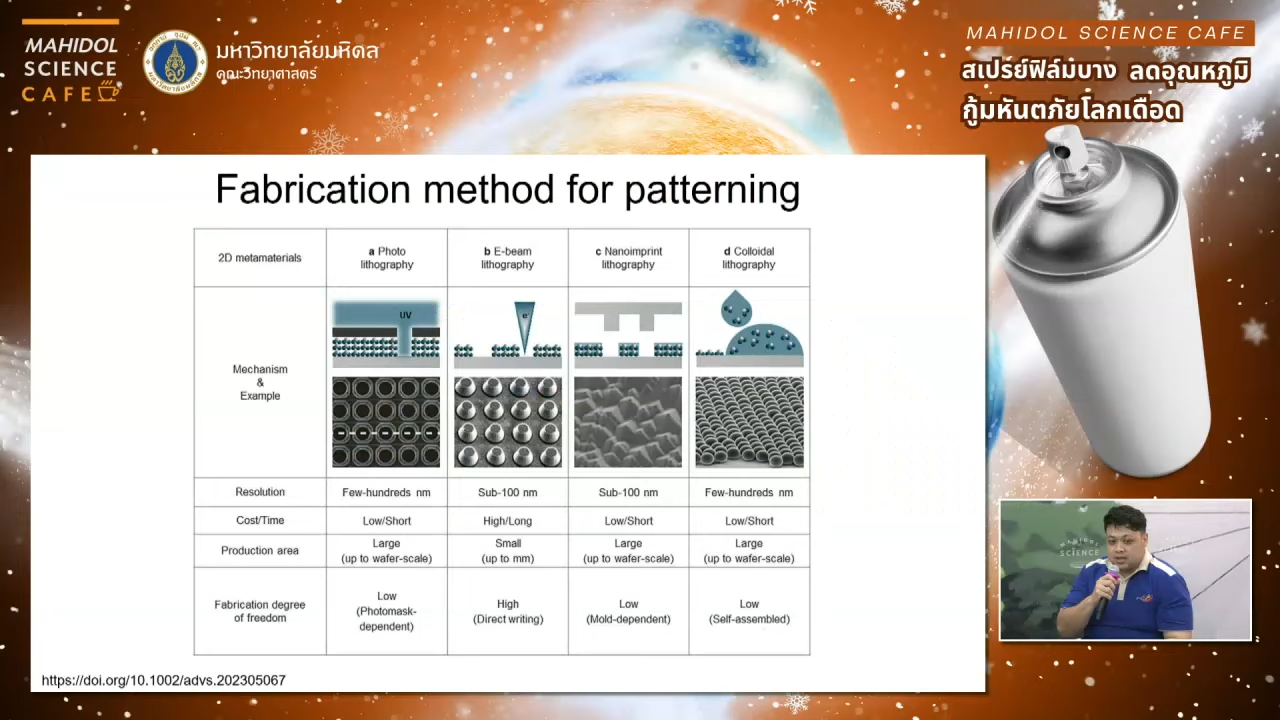 MAHIDOL
SCIENCE
CAFE
มหาวิทยาลัยมหิดล
คณะวิทยาศาสตร์
MAHIDOL SCIENCE CAFE
สเปรย์ฟิล์มบาง ลดอุณหภูมิ
กู้มหันตภัยโลกเดือด
Fabrication method for patterning
2D metamaterials
a Photo
lithography
b E-beam
lithography
c Nanoimprint
lithography
d Colloidal
lithography
Mechanism
&
Example
UV
e⁻
Resolution
Few-hundreds nm
Sub-100 nm
Sub-100 nm
Few-hundreds nm
Cost/Time
Low/Short
High/Long
Low/Short
Low/Short
Production area
Large
(up to wafer-scale)
Small
(up to mm)
Large
(up to wafer-scale)
Large
(up to wafer-scale)
Fabrication degree
of freedom
Low
(Photomask-
dependent)
High
(Direct writing)
Low
(Mold-dependent)
Low
(Self-assembled)
https://doi.org/10.1002/advs.202305067
MAHIDOL
SCIENCE